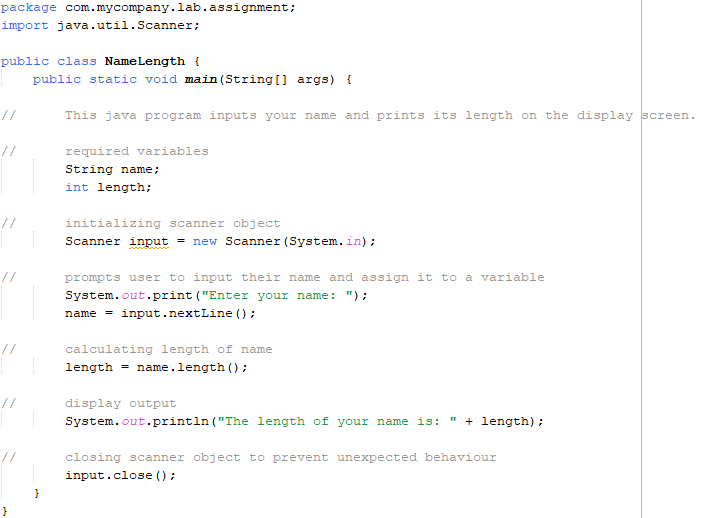 package com.mycompany.lab.assignment;
import java.util.Scanner;

public class NameLength {
    public static void main(String[] args) {

//      This java program inputs your name and prints its length on the display screen.

//      required variables
        String name;
        int length;

//      initializing scanner object
        Scanner input = new Scanner(System.in);

//      prompts user to input their name and assign it to a variable
        System.out.print("Enter your name: ");
        name = input.nextLine();

//      calculating length of name
        length = name.length();

//      display output
        System.out.println("The length of your name is: " + length);

//      closing scanner object to prevent unexpected behaviour
        input.close();
    }
}